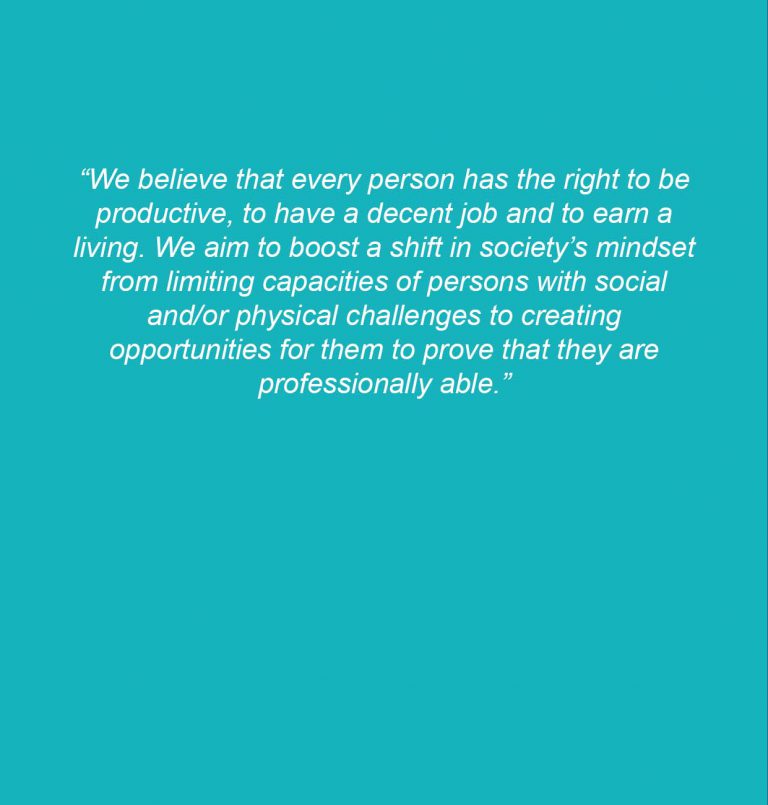 “We believe that every person has the right to be
productive, to have a decent job and to earn a
living. We aim to boost a shift in society’s mindset
from limiting capacities of persons with social
and/or physical challenges to creating
opportunities for them to prove that they are
professionally able.”